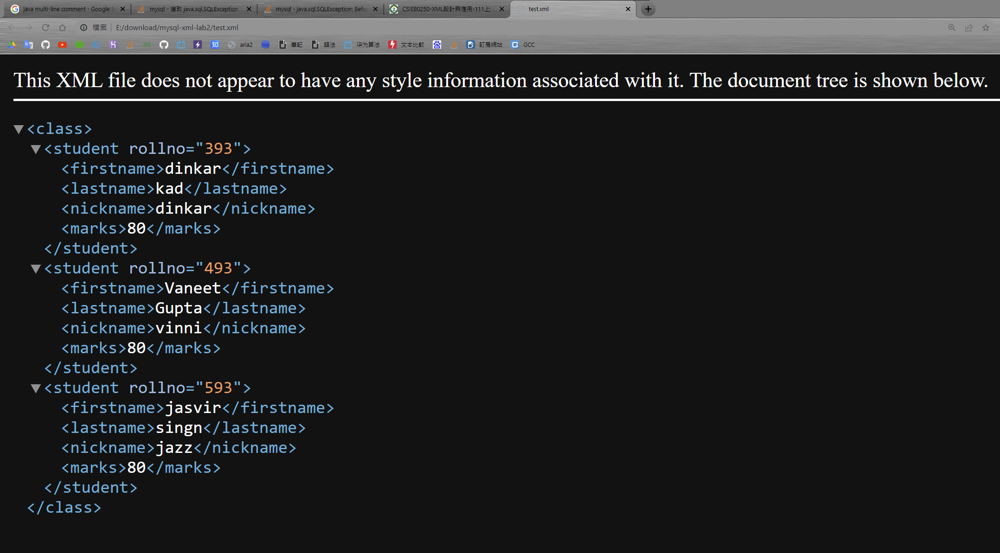 java multi-line comment - Google S
mysql - 獲取 java.sql.SQLException
mysql - java.sql.SQLException: Befo
CSIEB0250-XML設計與應用-111上:
test.xml
檔案 E:/download/mysql-xml-lab2/test.xml
aria2 筆記 語法 华为算法 文本比較 訂房網站 GCC
This XML file does not appear to have any style information associated with it. The document tree is shown below.
<class>
<student rollno="393">
<firstname>dinkar</firstname>
<lastname>kad</lastname>
<nickname>dinkar</nickname>
<marks>80</marks>
</student>
<student rollno="493">
<firstname>Vaneet</firstname>
<lastname>Gupta</lastname>
<nickname>vinni</nickname>
<marks>80</marks>
</student>
<student rollno="593">
<firstname>jasvir</firstname>
<lastname>singn</lastname>
<nickname>jazz</nickname>
<marks>80</marks>
</student>
</class>